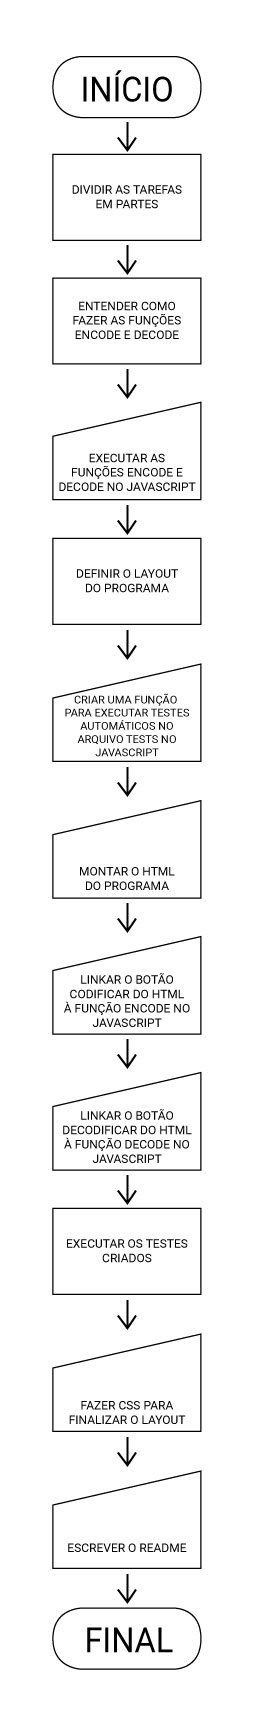 INÍCIO
DIVIDIR AS TAREFAS
EM PARTES
ENTENDER COMO
FAZER AS FUNÇÕES
ENCODE E DECODE
EXECUTAR AS
FUNÇÕES ENCODE E
DECODE NO JAVASCRIPT
DEFINIR O LAYOUT
DO PROGRAMA
CRIAR UMA FUNÇÃO
PARA EXECUTAR TESTES
AUTOMÁTICOS NO
ARQUIVO TESTS NO
JAVASCRIPT
MONTAR O HTML
DO PROGRAMA
LINKAR O BOTÃO
CODIFICAR DO HTML
À FUNÇÃO ENCODE NO
JAVASCRIPT
LINKAR O BOTÃO
DECODIFICAR DO HTML
À FUNÇÃO DECODE NO
JAVASCRIPT
EXECUTAR OS TESTES
CRIADOS
FAZER CSS PARA
FINALIZAR O LAYOUT
ESCREVER O README
FINAL